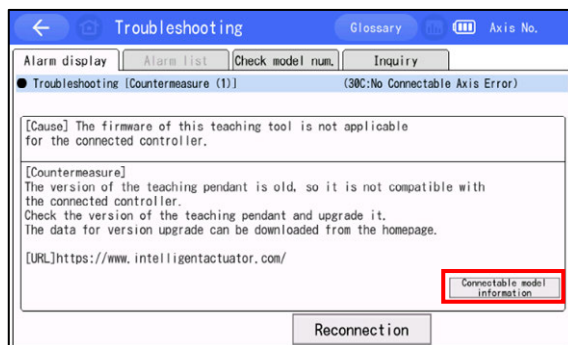 Troubleshooting Glossary Axis No.
Alarm display Alarm list Check model num. Inquiry
● Troubleshooting [Countermeasure (1)] (30C:No Connectable Axis Error)
[Cause] The firmware of this teaching tool is not applicable
for the connected controller.
[Countermeasure]
The version of the teaching pendant is old, so it is not compatible with
the connected controller.
Check the version of the teaching pendant and upgrade it.
The data for version upgrade can be downloaded from the homepage.
[URL]https://www.intelligentactuator.com/
Connectable model
information
Reconnection